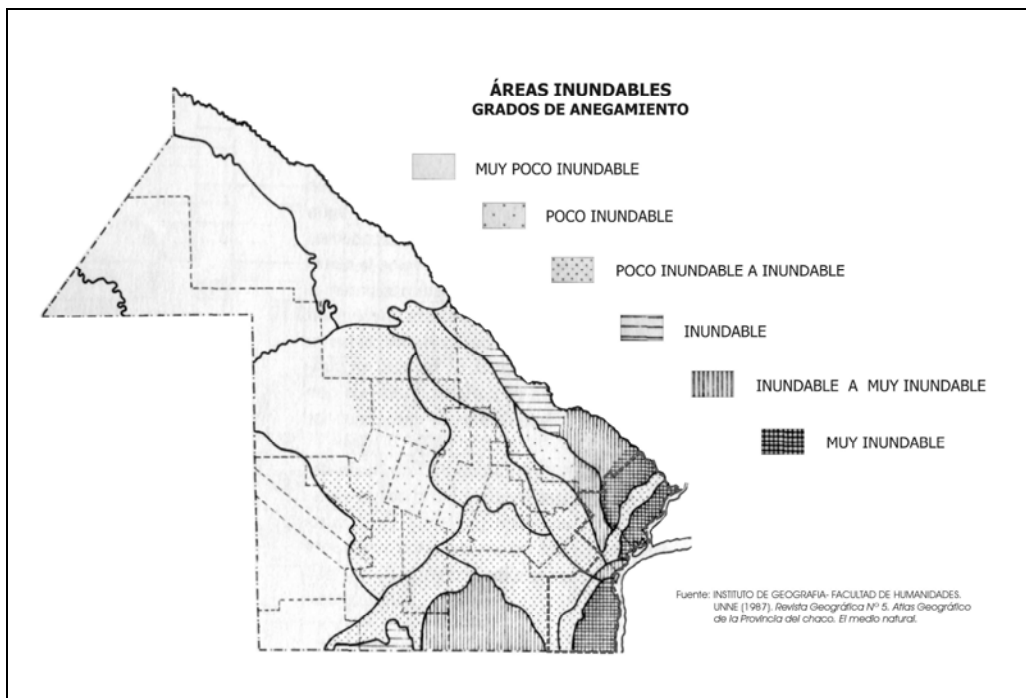 ÁREAS INUNDABLES
GRADOS DE ANEGAMIENTO
MUY POCO INUNDABLE
POCO INUNDABLE
POCO INUNDABLE A INUNDABLE
INUNDABLE
INUNDABLE A MUY INUNDABLE
MUY INUNDABLE
Fuente: INSTITUTO DE GEOGRAFIA- FACULTAD DE HUMANIDADES.
UNNE (1987). Revista Geográfica Nº 5. Atlas Geográfico
de la Provincia del chaco. El medio natural.